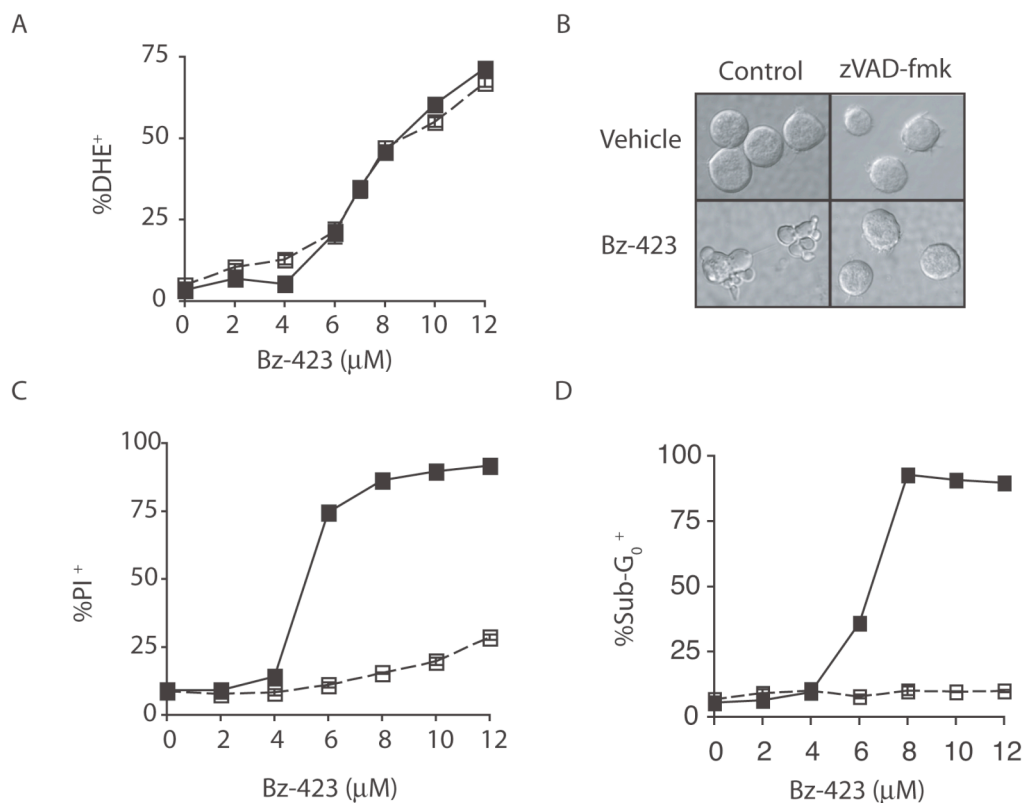 A
%DHE+
75
50
25
0
0 2 4 6 8 10 12
Bz-423 (μM)
B
Control zVAD-fmk
Vehicle
Bz-423
C
%PI +
100
75
50
25
0
0 2 4 6 8 10 12
Bz-423 (μM)
D
%Sub-G0 +
100
75
50
25
0
0 2 4 6 8 10 12
Bz-423 (μM)